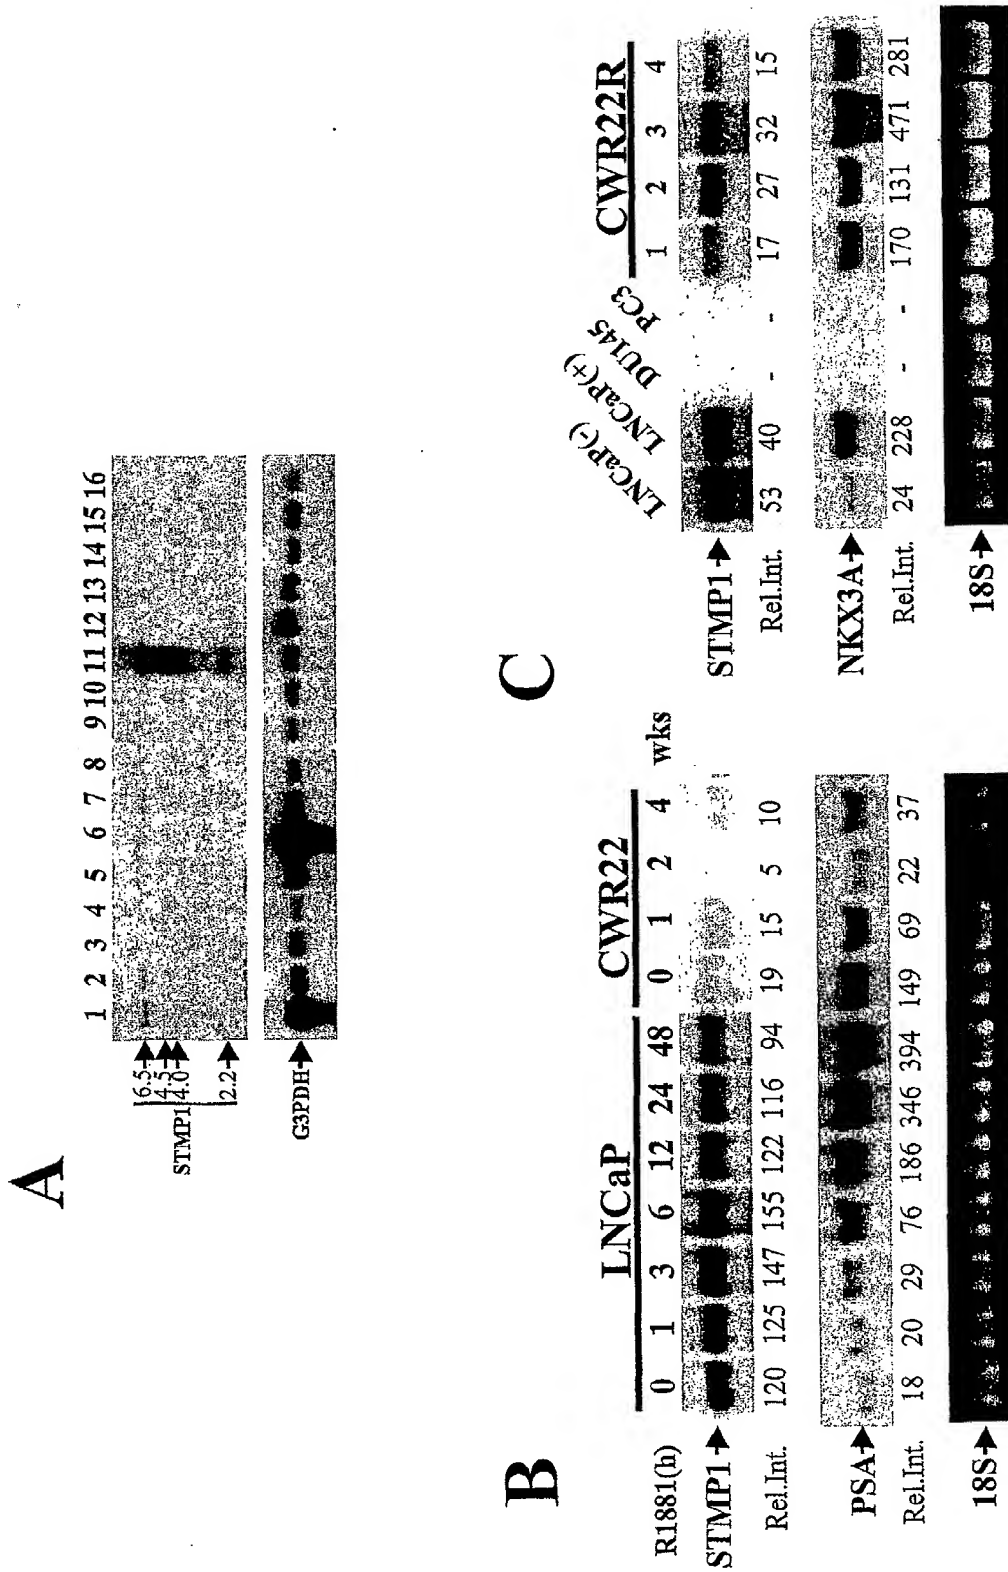 A
1 2 3 4 5 6 7 8 9 10 11 12 13 14 15 16
STMP1
6.5
4.5
4.0
2.2
G3PDH
B
LNCaP CWR22
R1881(h) 0 1 3 6 12 24 48 0 1 2 4 wks
STMP1
Rel.Int. 120 125 147 155 122 116 94 19 15 5 10
PSA
Rel.Int. 18 20 29 76 186 346 394 149 69 22 37
18S
C
LNCaP(-) LNCaP(+) DU145 PC3 CWR22R
1 2 3 4
STMP1
Rel.Int. 53 40 - - 17 27 32 15
NKX3A
Rel.Int. 24 228 - - 170 131 471 281
18S